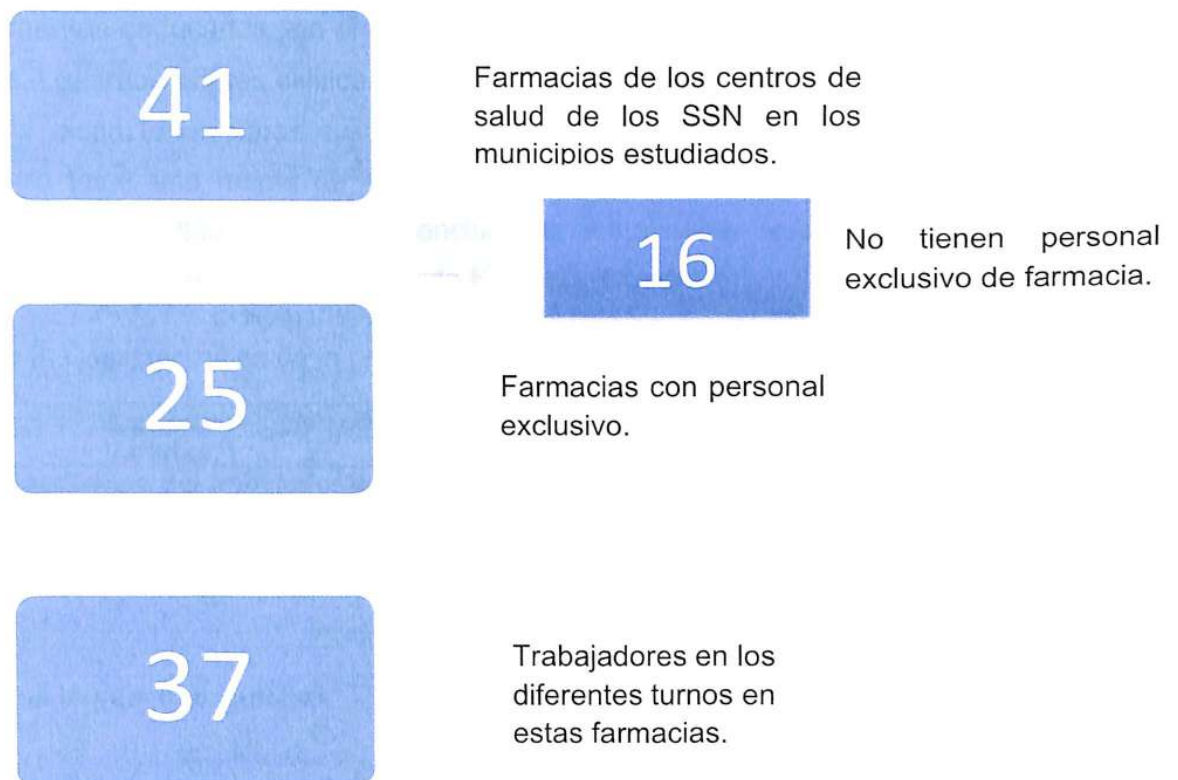 41
Farmacias de los centros de
salud de los SSN en los
municipios estudiados.
16
No tienen personal
exclusivo de farmacia.
25
Farmacias con personal
exclusivo.
37
Trabajadores en los
diferentes turnos en
estas farmacias.